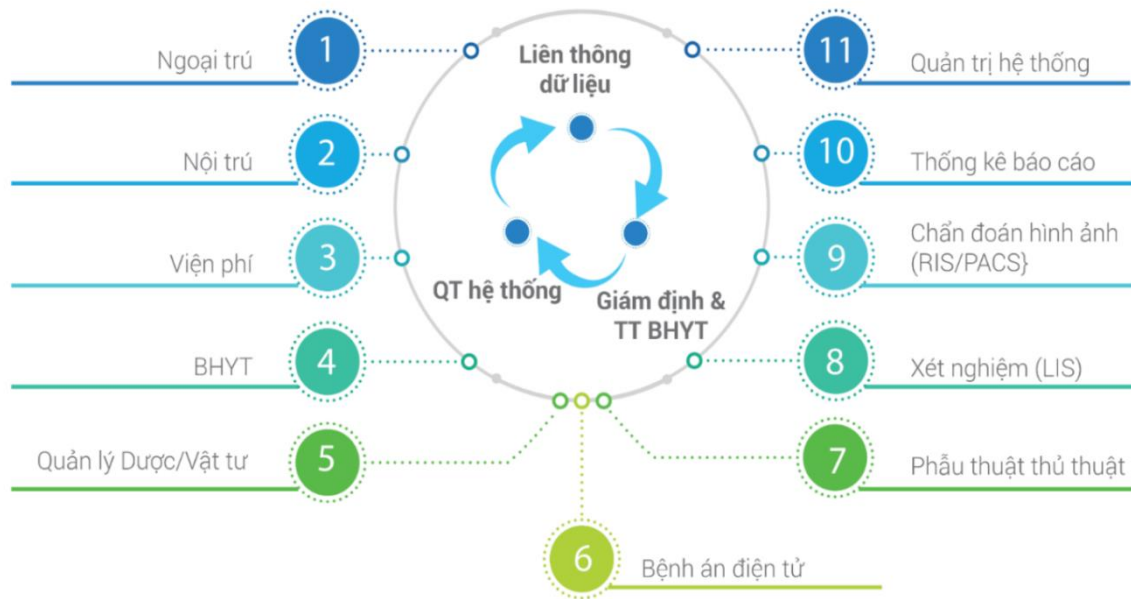 1
Ngoại trú
2
Nội trú
3
Viện phí
4
BHYT
5
Quản lý Dược/Vật tư
6
Bệnh án điện tử
7
Phẫu thuật thủ thuật
8
Xét nghiệm (LIS)
9
Chẩn đoán hình ảnh
(RIS/PACS}
10
Thống kê báo cáo
11
Quản trị hệ thống
Liên thông
dữ liệu
QT hệ thống
Giám định &
TT BHYT